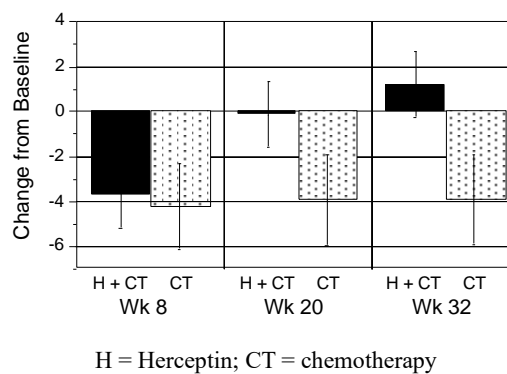 4
2
0
-2
-4
-6
Change from Baseline
H + CT CT H + CT CT H + CT CT
Wk 8 Wk 20 Wk 32
H = Herceptin; CT = chemotherapy